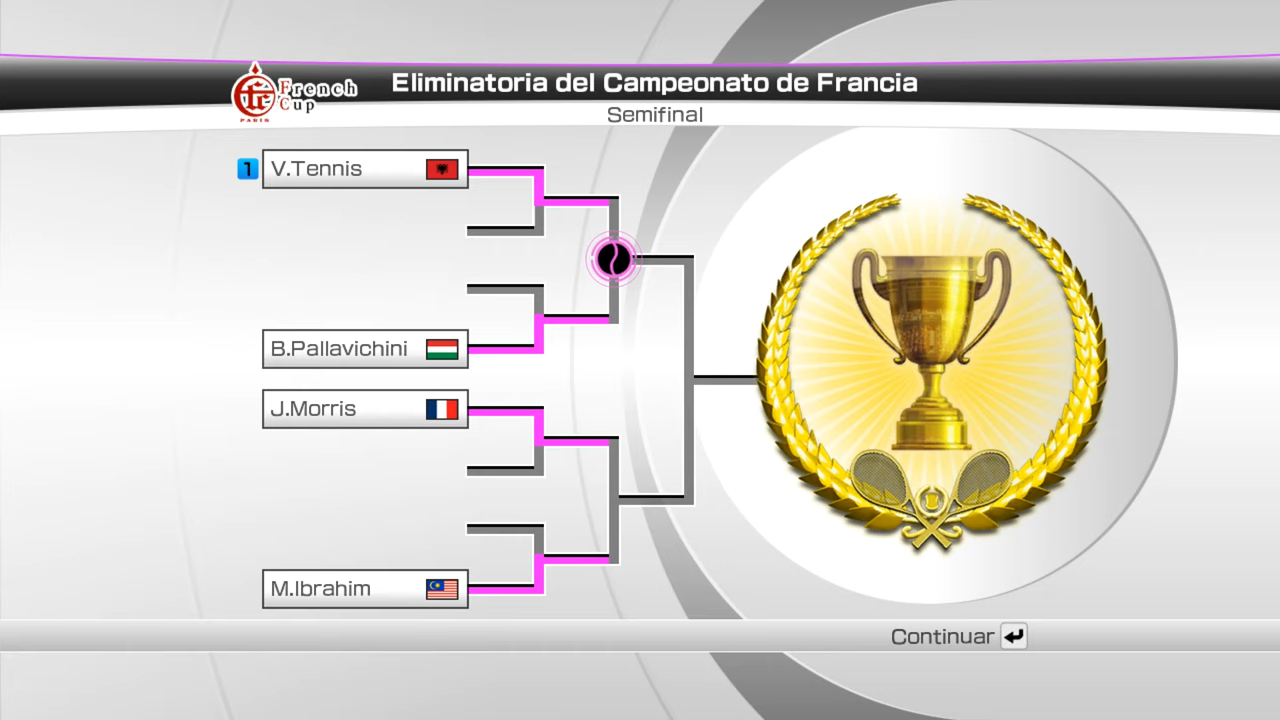 French
Cup
PARIS
Eliminatoria del Campeonato de Francia
Semifinal
1 V.Tennis
B.Pallavichini
J.Morris
M.Ibrahim
Continuar